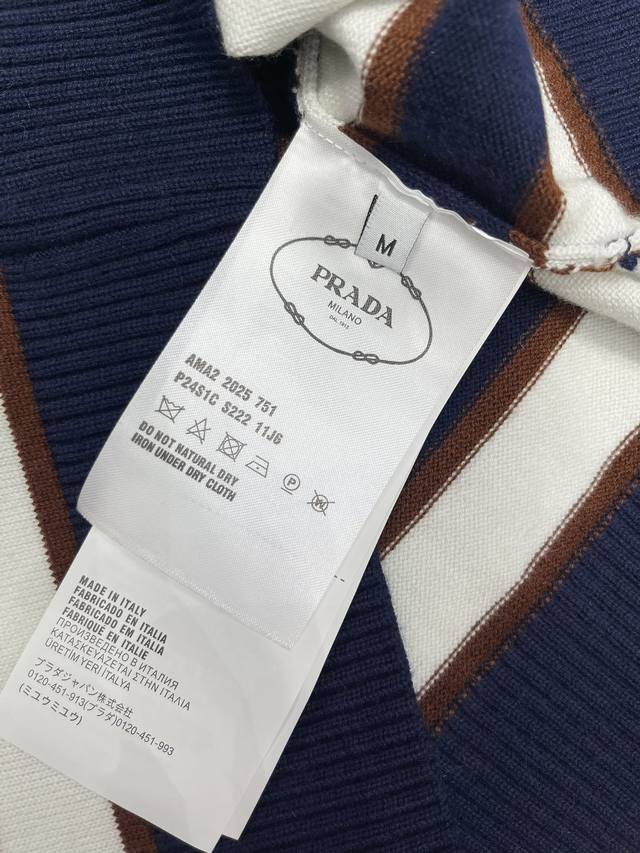 M
PRADA
MILANO
DAL 1913
AMA2 2025 751
P24S1C S222 11J6
P
W
DO NOT NATURAL DRY
IRON UNDER DRY CLOTH
MADE IN ITALY
FABRICADO EN ITALIA
FABRICADO EM ITALIA
FABRIQUÉ EN ITALIE
ПРОИЗВЕДЕНО В ИТАЛИЯ
ΚΑΤΑΣΚΕΥΑΖΕΤΑΙ ΣΤΗΝ ΙΤΑΛΙΑ
ÜRETİM YERİ İTALYA
プラダジャパン株式会社
0120-451-913(プラダ)0120-451-993
(ミュウミュウ)